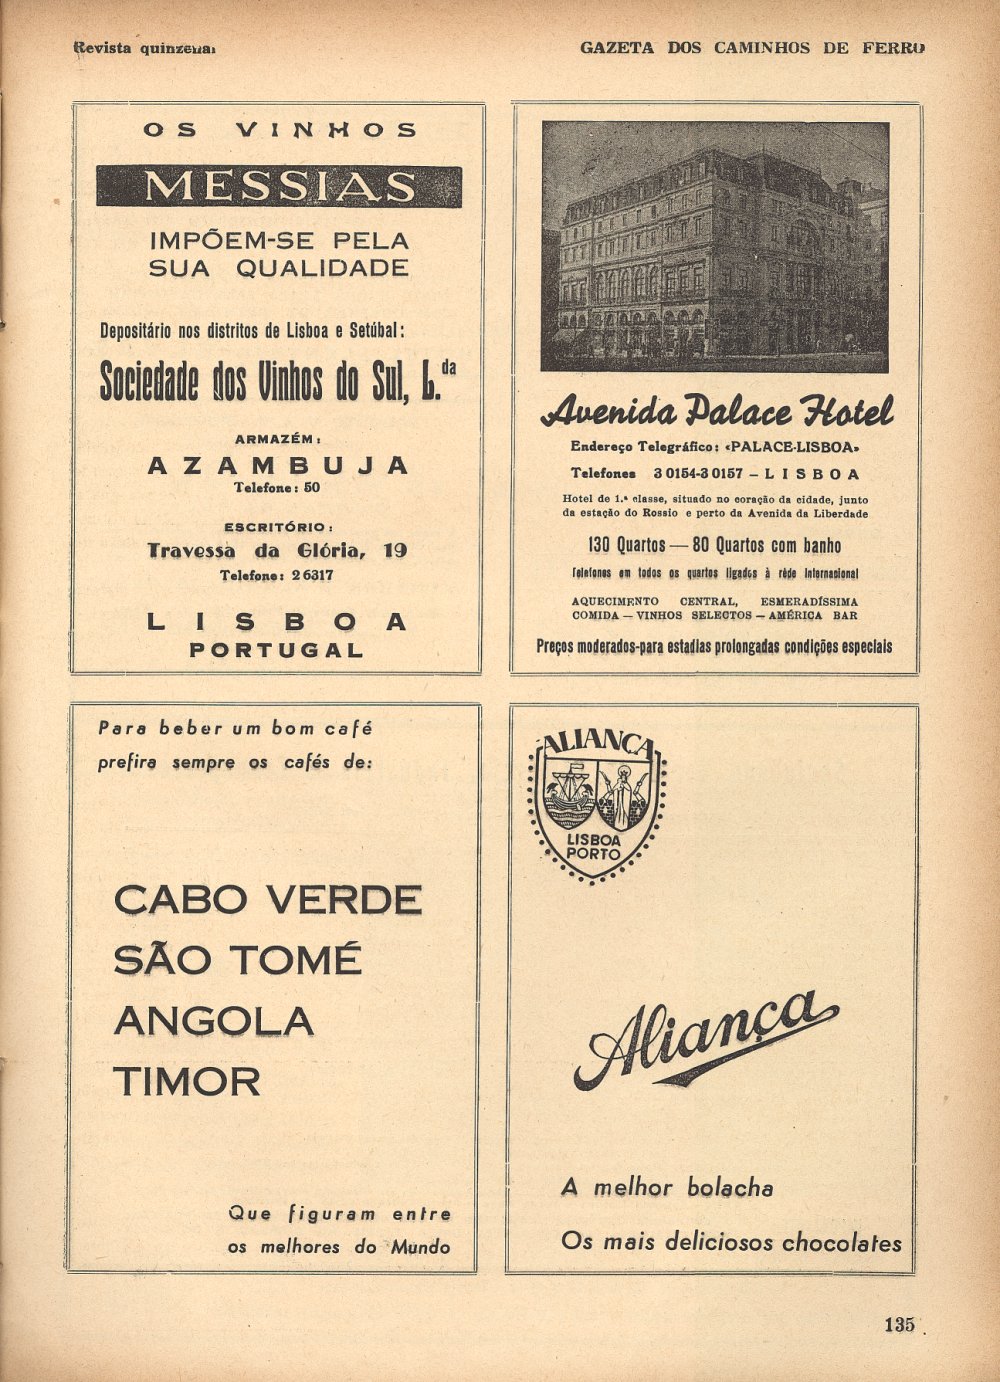 Revista quinzenal
GAZETA DOS CAMINHOS DE FERRO
OS VINHOS
MESSIAS
IMPÕEM-SE PELA
SUA QUALIDADE
Depositário nos distritos de Lisboa e Setúbal:
Sociedade dos Vinhos do Sul, L.da
ARMAZÉM:
AZAMBUJA
Telefone: 50
ESCRITÓRIO:
Travessa da Glória, 19
Telefone: 26317
LISBOA
PORTUGAL
Avenida Palace Hotel
Endereço Telegráfico: «PALACE-LISBOA»
Telefones 30154-30157 — LISBOA
Hotel de 1.ª classe, situado no coração da cidade, junto
da estação do Rossio e perto da Avenida da Liberdade
130 Quartos — 80 Quartos com banho
Telefones em todos os quartos ligados à rêde internacional
AQUECIMENTO CENTRAL, ESMERADÍSSIMA
COMIDA — VINHOS SELECTOS — AMÉRICA BAR
Preços moderados-para estadias prolongadas condições especiais
Para beber um bom café
prefira sempre os cafés de:
CABO VERDE
SÃO TOMÉ
ANGOLA
TIMOR
Que figuram entre
os melhores do Mundo
ALIANÇA
LISBOA
PORTO
Aliança
A melhor bolacha
Os mais deliciosos chocolates
135